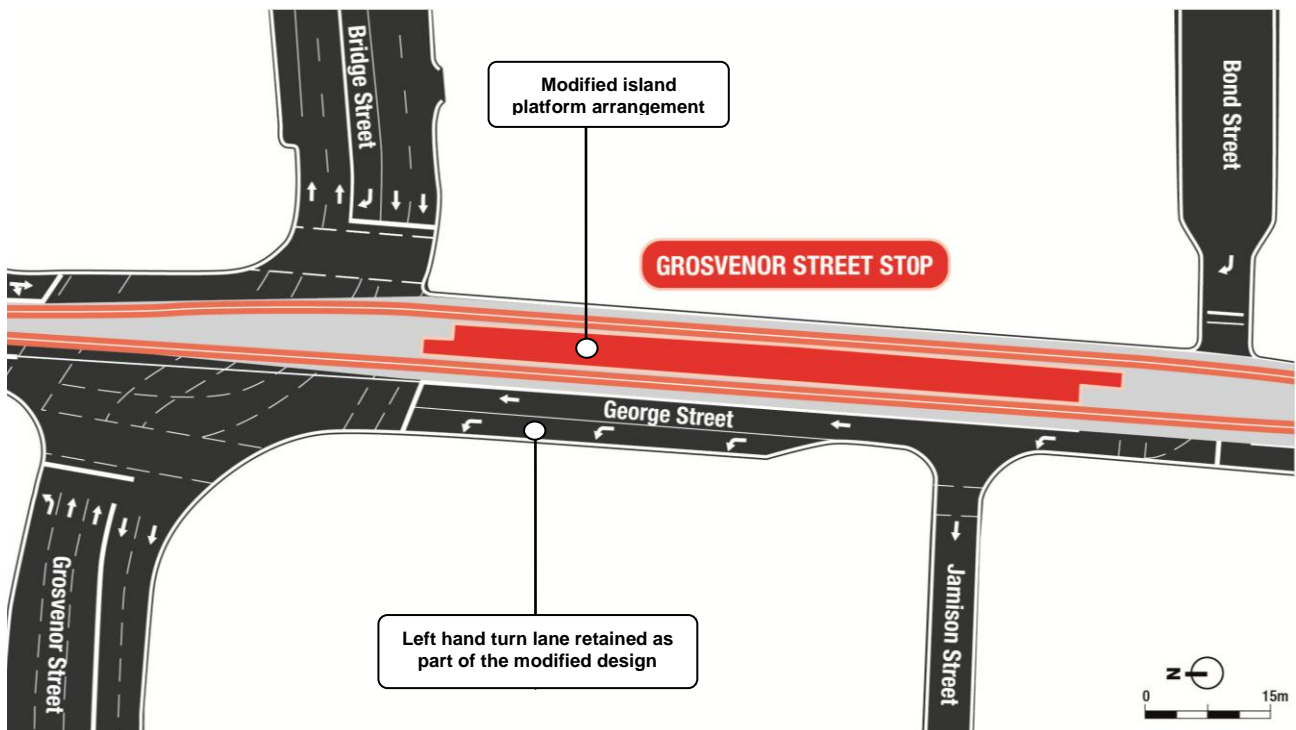 Bridge Street
Modified island
platform arrangement
Bond Street
GROSVENOR STREET STOP
George Street
Grosvenor Street
Left hand turn lane retained as
part of the modified design
Jamison Street
N
0 15m